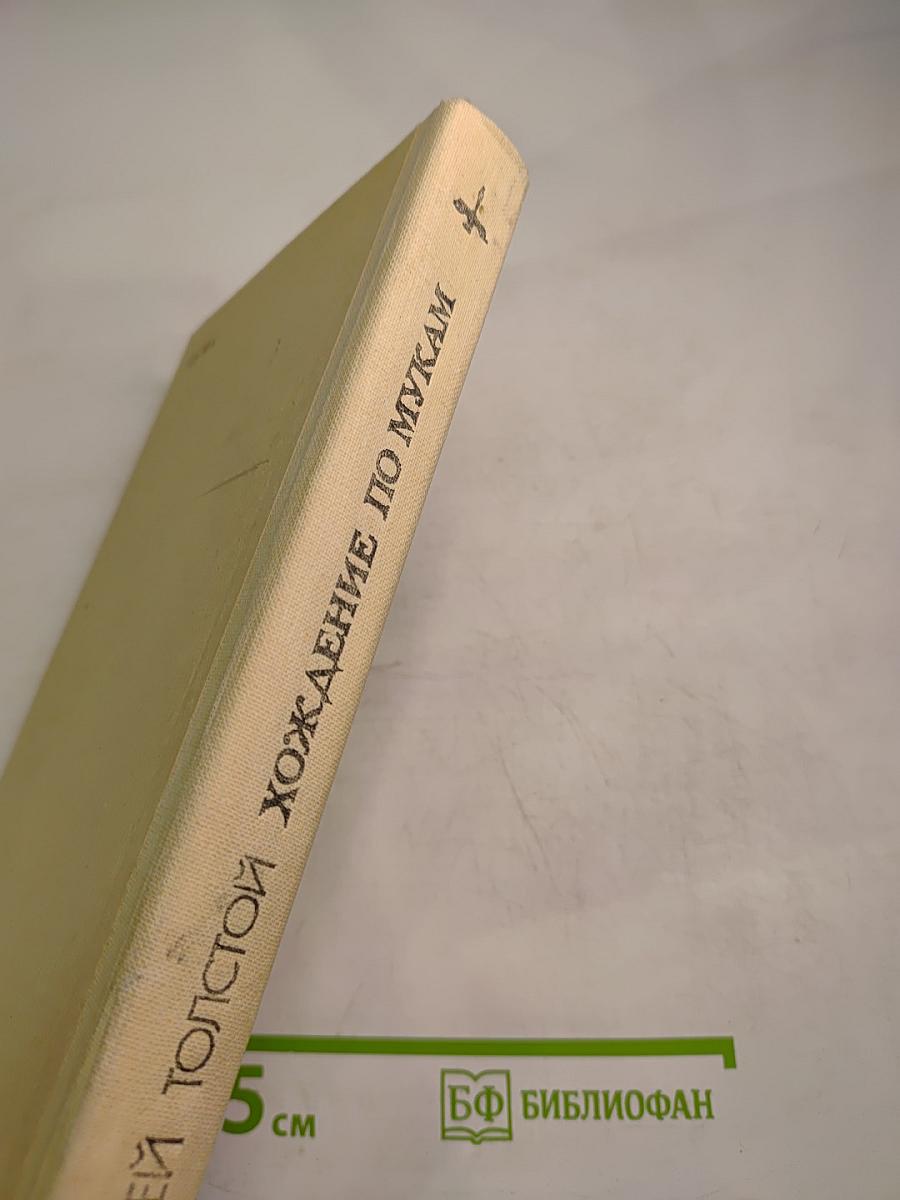 ЕЙ ТОЛСТОЙ ХОЖДЕНИЕ ПО МУКАМ
5 см
БФ БИБЛИОФАН